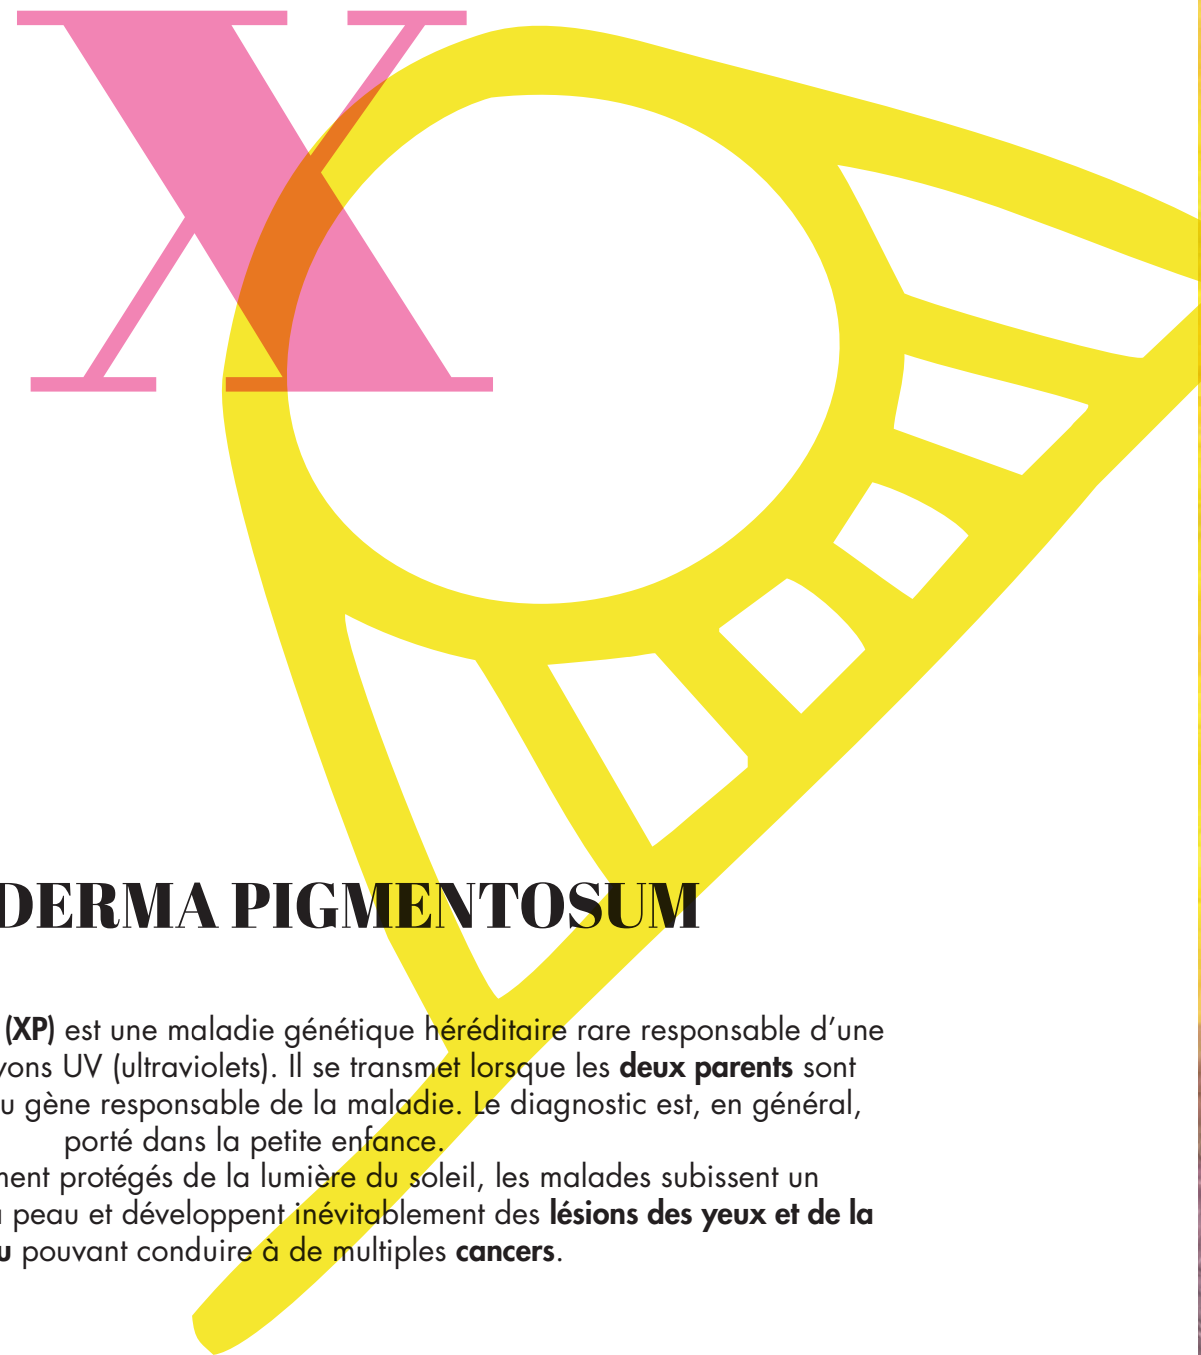 X
DERMA PIGMENTOSUM
(XP) est une maladie génétique héréditaire rare responsable d’une
yons UV (ultraviolets). Il se transmet lorsque les deux parents sont
u gène responsable de la maladie. Le diagnostic est, en général,
porté dans la petite enfance.
ment protégés de la lumière du soleil, les malades subissent un
peau et développent inévitablement des lésions des yeux et de la
u pouvant conduire à de multiples cancers.